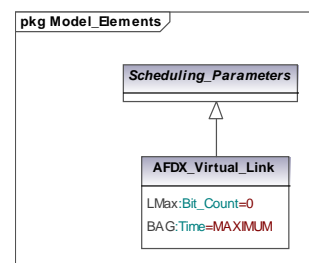 pkg Model_Elements
Scheduling_Parameters
AFDX_Virtual_Link
LMax:Bit_Count=0
BAG:Time=MAXIMUM